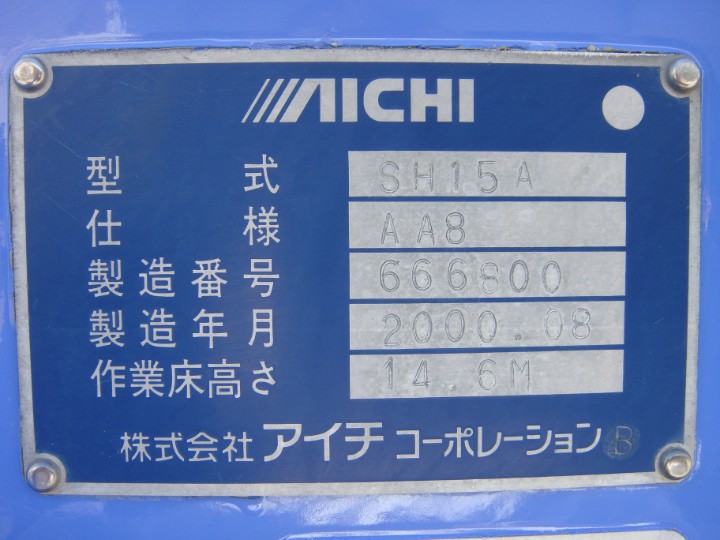 AICHI
型式 SH15A
仕様 AA8
製造番号 666800
製造年月 2000.08
作業床高さ 14.6M
株式会社 アイチ コーポレーション B